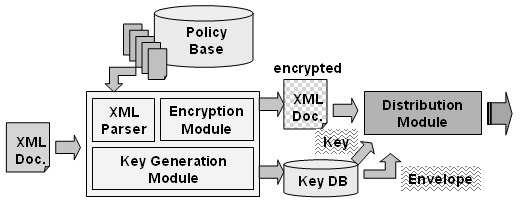 Policy
Base
encrypted
XML
Parser
Encryption
Module
XML
Doc.
Distribution
Module
XML
Doc.
Key Generation
Module
Key
Key DB
Envelope